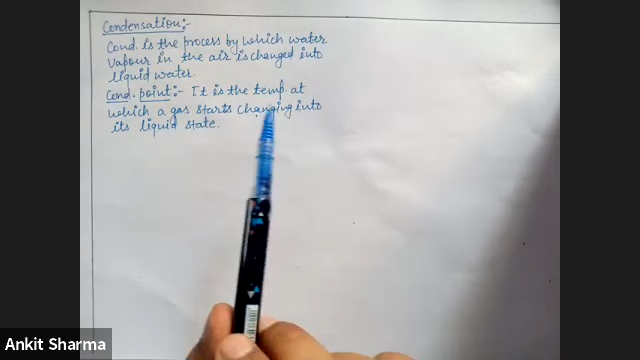 Condensation:-
Cond. is the process by which water
vapour in the air is changed into
liquid water.
Cond. point:- It is the temp. at
which a gas starts changing into
its liquid state.
Ankit Sharma